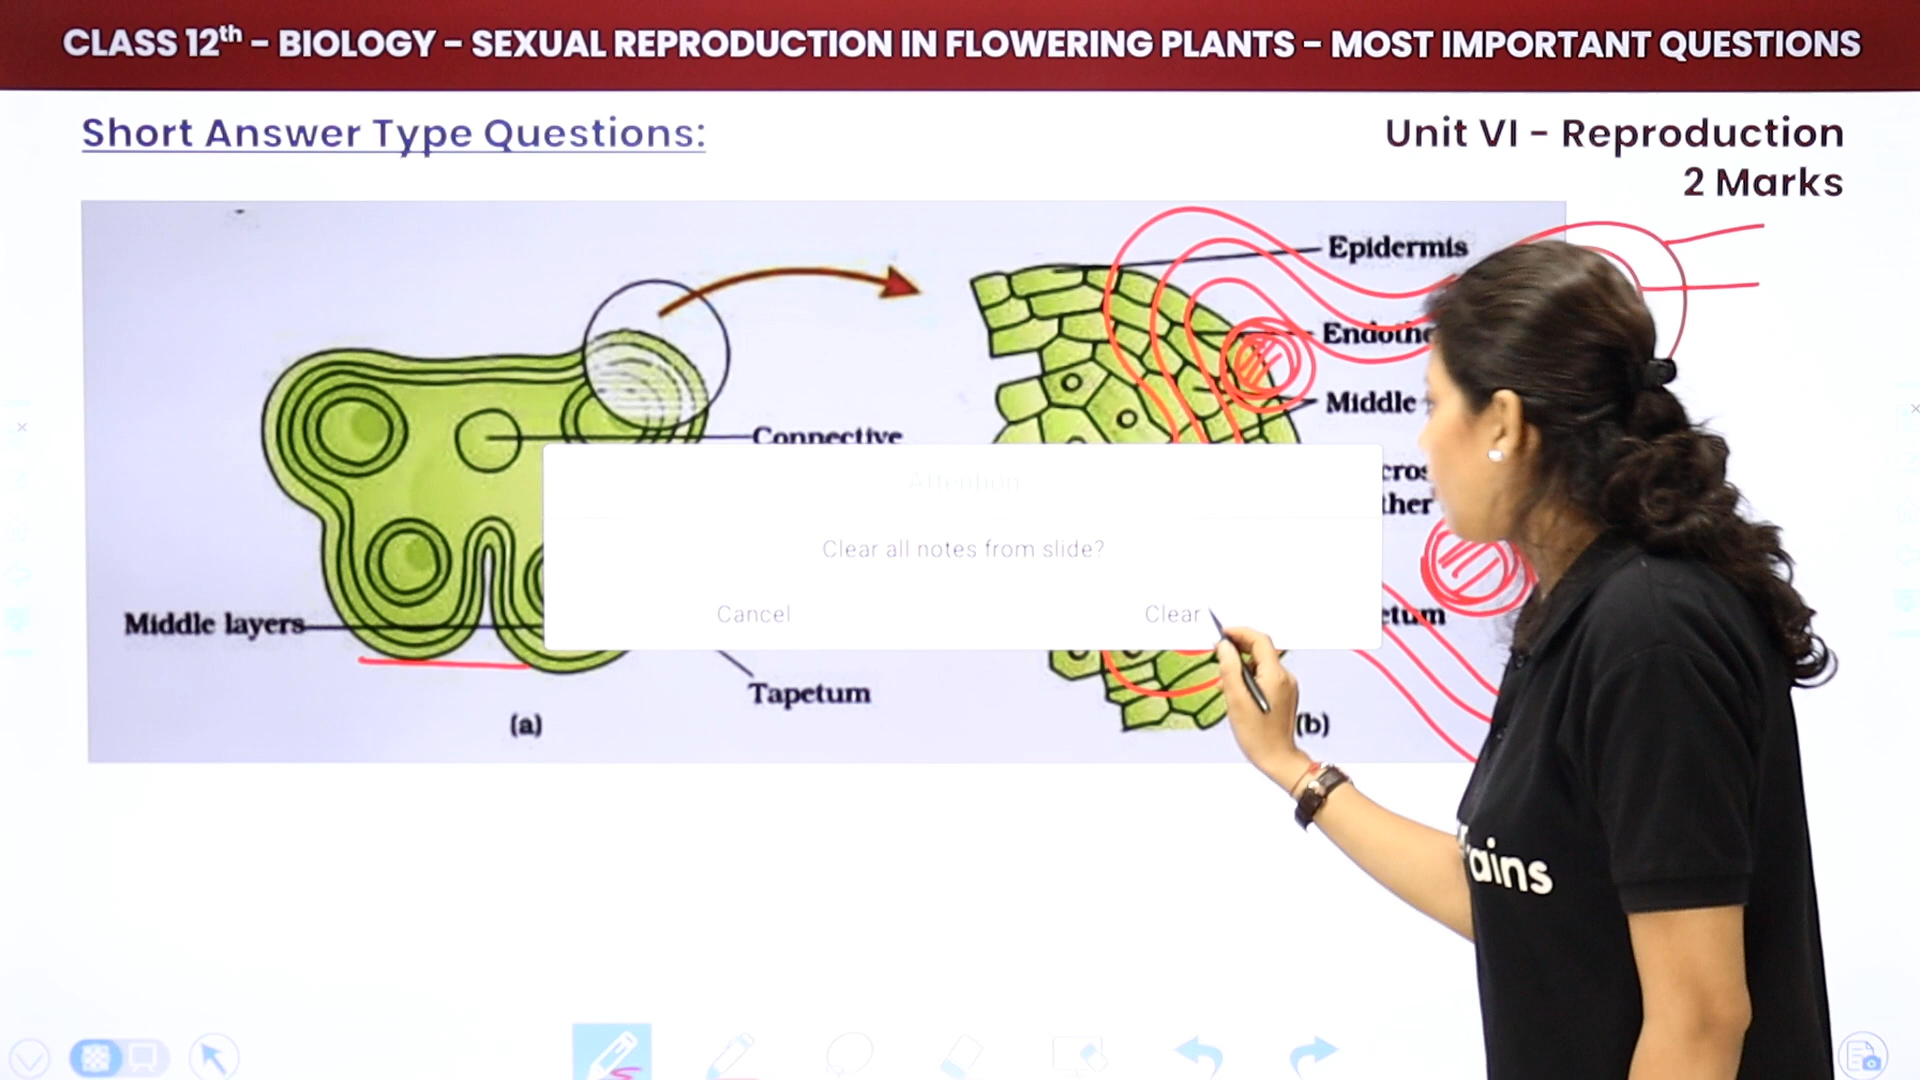 CLASS 12th - BIOLOGY - SEXUAL REPRODUCTION IN FLOWERING PLANTS - MOST IMPORTANT QUESTIONS
Short Answer Type Questions:
Unit VI - Reproduction
2 Marks
Epidermis
Endothe
Middle
Connective
Attention
cros
ther
Clear all notes from slide?
Cancel
Clear
etum
Middle layers
Tapetum
(a)
(b)
ains